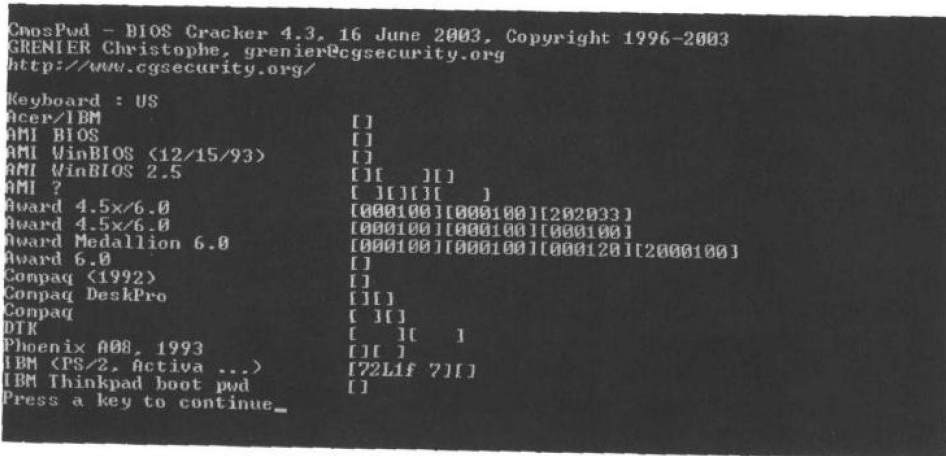 CmosPwd - BIOS Cracker 4.3, 16 June 2003, Copyright 1996-2003
GRENIER Christophe, grenier@cgsecurity.org
http://www.cgsecurity.org/
Keyboard : US
Acer/IBM []
AMI BIOS []
AMI WinBIOS (12/15/93) []
AMI WinBIOS 2.5 [][    ][]
AMI ? [  ][][][    ]
Award 4.5x/6.0 [000100][000100][202033]
Award 4.5x/6.0 [000100][000100][000100]
Award Medallion 6.0 [000100][000100][000120][2000100]
Award 6.0 []
Compaq (1992) []
Compaq DeskPro [][]
Compaq [  ][]
DTK [    ][    ]
Phoenix A08, 1993 [][  ]
IBM (PS/2, Activa ...) [72L1f 7][]
IBM Thinkpad boot pwd []
Press a key to continue_